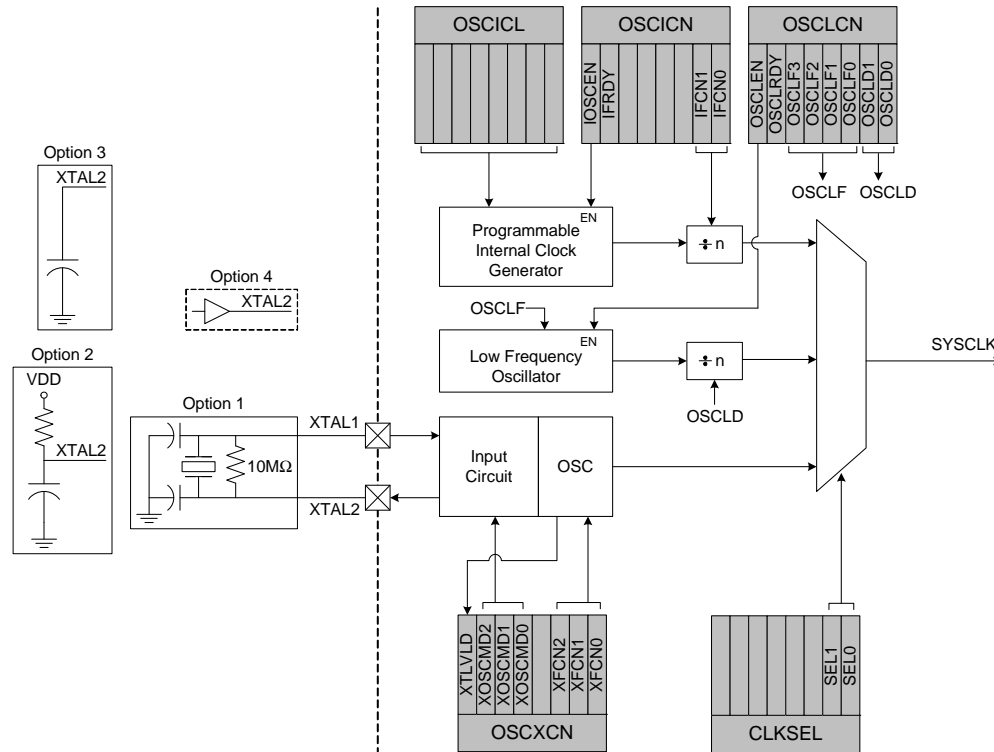 OSCICL
OSCICN
OSCLCN
IOSCEN
IFRDY
IFCN1
IFCN0
OSCLEN
OSCLRDY
OSCLF3
OSCLF2
OSCLF1
OSCLF0
OSCLD1
OSCLD0
OSCLF
OSCLD
Option 3
XTAL2
Option 4
XTAL2
EN
Programmable
Internal Clock
Generator
÷ n
OSCLF
EN
Low Frequency
Oscillator
÷ n
OSCLD
SYSCLK
Option 2
VDD
XTAL2
Option 1
10MΩ
XTAL1
XTAL2
Input
Circuit
OSC
XTLVLD
XOSCMD2
XOSCMD1
XOSCMD0
XFCN2
XFCN1
XFCN0
OSCXCN
SEL1
SEL0
CLKSEL